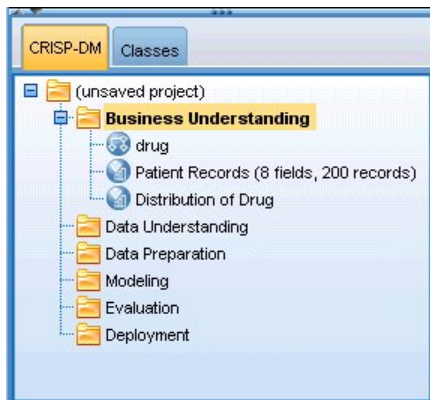 CRISP-DM Classes
(unsaved project)
Business Understanding
drug
Patient Records (8 fields, 200 records)
Distribution of Drug
Data Understanding
Data Preparation
Modeling
Evaluation
Deployment